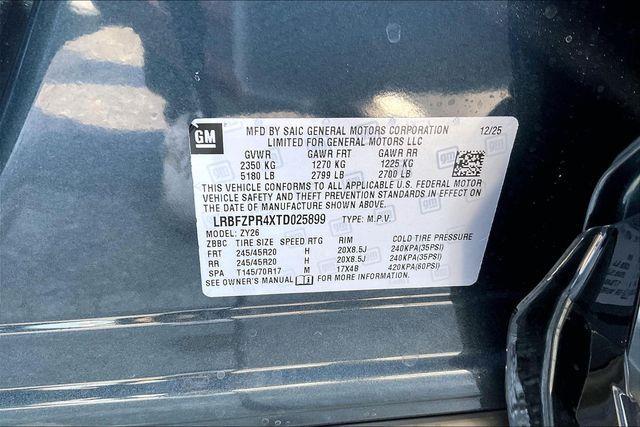 GM
MFD BY SAIC GENERAL MOTORS CORPORATION 12/25
LIMITED FOR GENERAL MOTORS LLC
GVWR GAWR FRT GAWR RR
2350 KG 1270 KG 1225 KG
5180 LB 2799 LB 2700 LB
THIS VEHICLE CONFORMS TO ALL APPLICABLE U.S. FEDERAL MOTOR
VEHICLE SAFETY AND THEFT PREVENTION STANDARDS IN EFFECT ON
THE DATE OF MANUFACTURE SHOWN ABOVE.
LRBFZPR4XTD025899 TYPE: M.P.V.
MODEL: ZY26
ZBBC TIRE SIZE SPEED RTG RIM COLD TIRE PRESSURE
FRT 245/45R20 H 20X8.5J 240KPA(35PSI)
RR 245/45R20 H 20X8.5J 240KPA(35PSI)
SPA T145/70R17 M 17X4B 420KPA(60PSI)
SEE OWNER'S MANUAL FOR MORE INFORMATION.